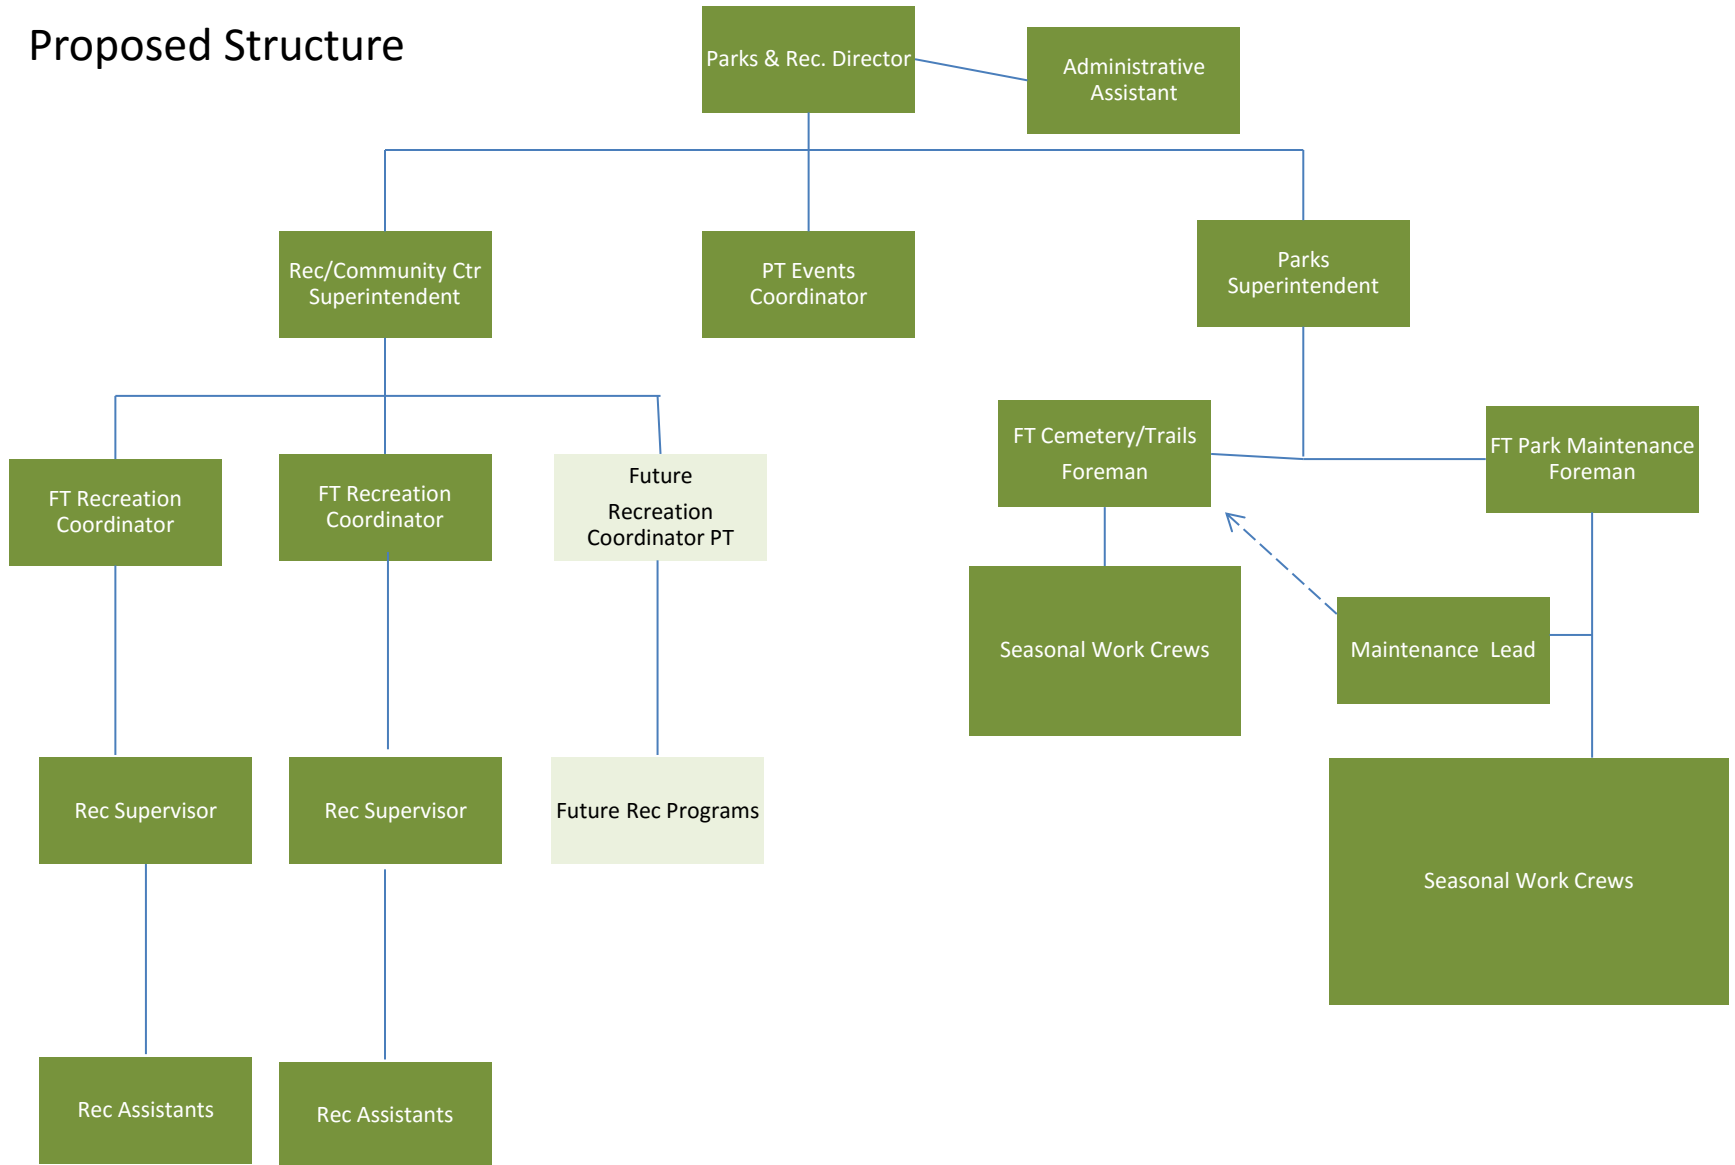 Proposed Structure
Parks & Rec. Director
Administrative
Assistant
Rec/Community Ctr
Superintendent
PT Events
Coordinator
Parks
Superintendent
FT Recreation
Coordinator
FT Recreation
Coordinator
Future
Recreation
Coordinator PT
FT Cemetery/Trails
Foreman
FT Park Maintenance
Foreman
Seasonal Work Crews
Maintenance  Lead
Rec Supervisor
Rec Supervisor
Future Rec Programs
Seasonal Work Crews
Rec Assistants
Rec Assistants